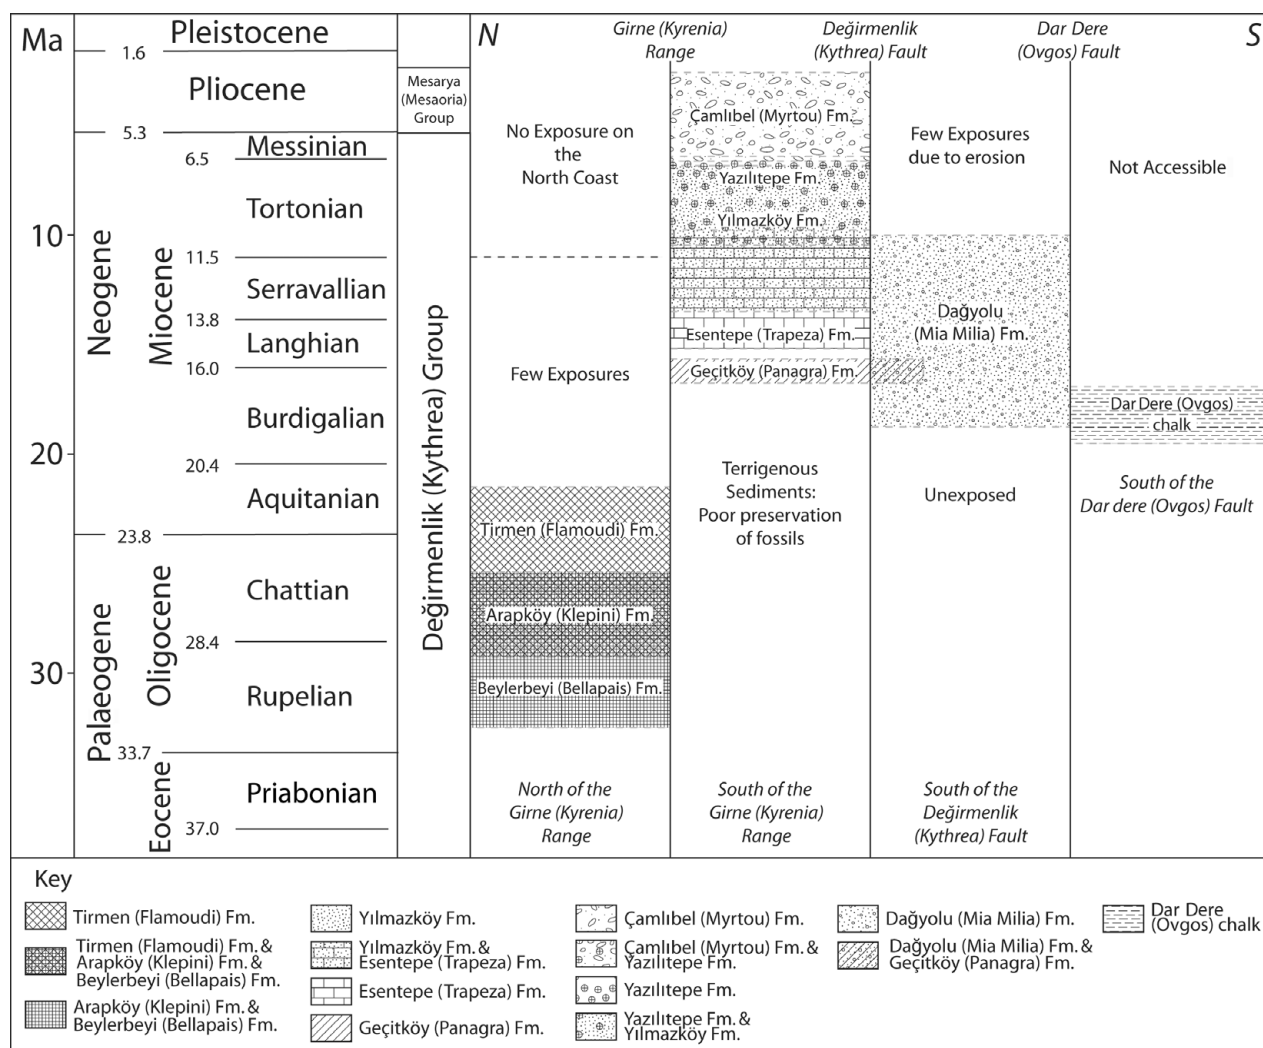 Ma
Pleistocene
1.6
Pliocene
5.3
Messinian
6.5
Tortonian
10
11.5
Serravallian
13.8
Langhian
16.0
Burdigalian
20
20.4
Aquitanian
23.8
Chattian
28.4
30
Rupelian
33.7
Priabonian
37.0
Neogene
Palaeogene
Miocene
Oligocene
Eocene
Mesarya
(Mesaoria)
Group
Değirmenlik (Kythrea) Group
N
Girne (Kyrenia)
Range
Değirmenlik
(Kythrea) Fault
Dar Dere
(Ovgos) Fault
S
No Exposure on
the
North Coast
Few Exposures
Tirmen (Flamoudi) Fm.
Arapköy (Klepini) Fm.
Beylerbeyi (Bellapais) Fm.
North of the
Girne (Kyrenia)
Range
Çamlıbel (Myrtou) Fm.
Yazılıtepe Fm.
Yılmazköy Fm.
Esentepe (Trapeza) Fm.
Geçitköy (Panagra) Fm.
Terrigenous
Sediments:
Poor preservation
of fossils
South of the
Girne (Kyrenia)
Range
Few Exposures
due to erosion
Dağyolu
(Mia Milia) Fm.
Unexposed
South of the
Değirmenlik
(Kythrea) Fault
Not Accessible
Dar Dere (Ovgos)
chalk
South of the
Dar dere (Ovgos) Fault
Key
Tirmen (Flamoudi) Fm.
Tirmen (Flamoudi) Fm. &
Arapköy (Klepini) Fm. &
Beylerbeyi (Bellapais) Fm.
Arapköy (Klepini) Fm. &
Beylerbeyi (Bellapais) Fm.
Yılmazköy Fm.
Yılmazköy Fm. &
Esentepe (Trapeza) Fm.
Esentepe (Trapeza) Fm.
Geçitköy (Panagra) Fm.
Çamlıbel (Myrtou) Fm.
Çamlıbel (Myrtou) Fm. &
Yazılıtepe Fm.
Yazılıtepe Fm.
Yazılıtepe Fm. &
Yılmazköy Fm.
Dağyolu (Mia Milia) Fm.
Dağyolu (Mia Milia) Fm. &
Geçitköy (Panagra) Fm.
Dar Dere
(Ovgos) chalk